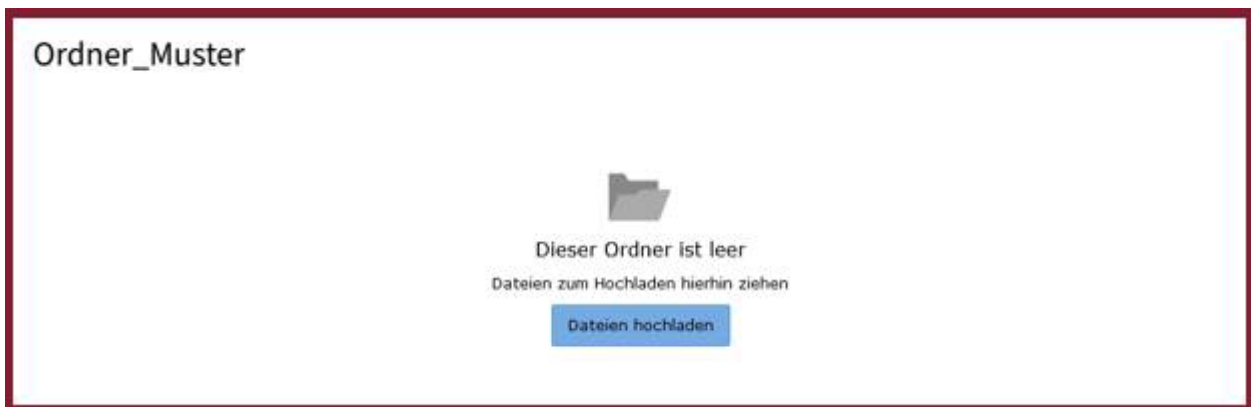 Ordner_Muster
Dieser Ordner ist leer
Dateien zum Hochladen hierhin ziehen
Dateien hochladen